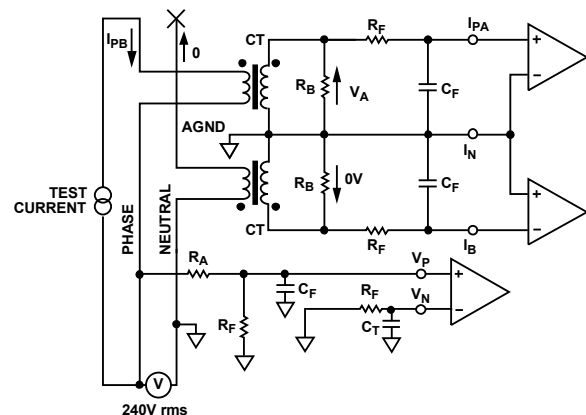 I_PB
0
CT
R_F
I_PA
+
−
R_B
V_A
C_F
AGND
I_N
R_B
0V
C_F
+
−
CT
R_F
I_B
TEST
CURRENT
PHASE
NEUTRAL
R_A
C_F
V_P
+
R_F
R_F
V_N
−
C_T
V
240V rms